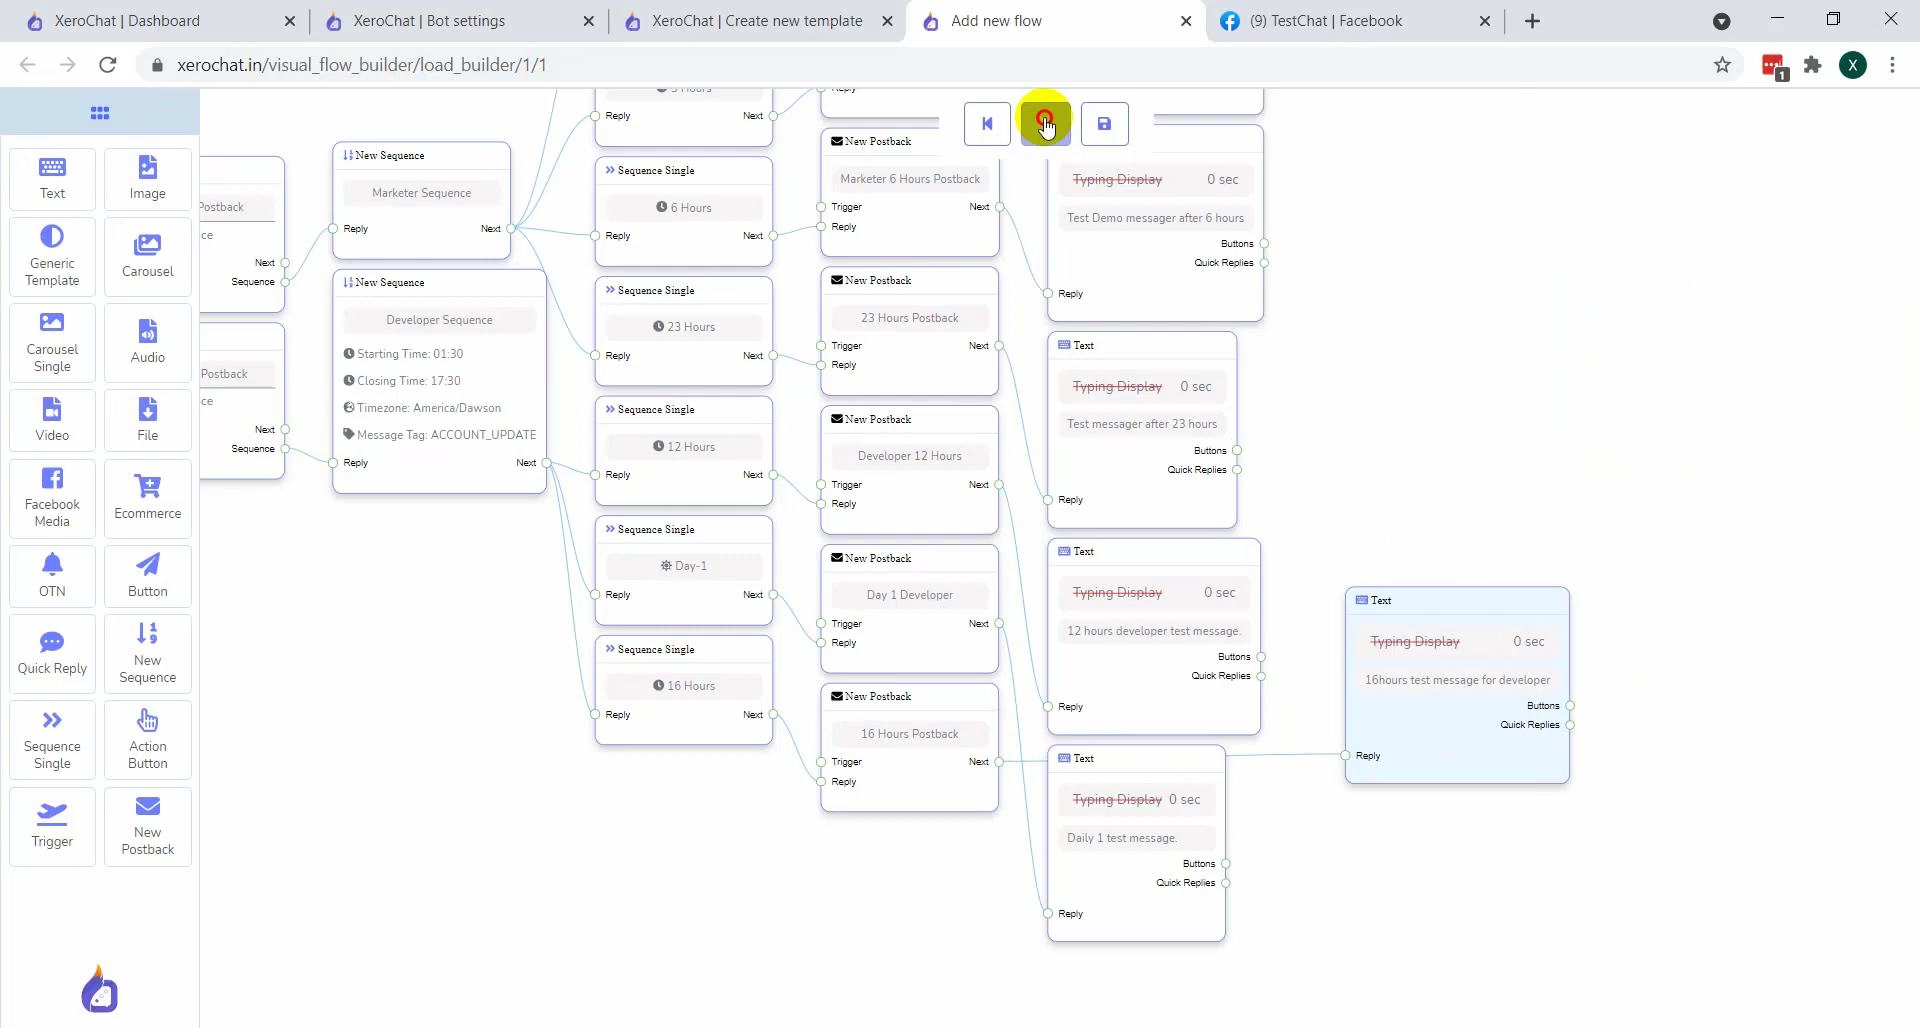 XeroChat | Dashboard
XeroChat | Bot settings
XeroChat | Create new template
Add new flow
(9) TestChat | Facebook
xerochat.in/visual_flow_builder/load_builder/1/1
1
X
Text
Image
Generic Template
Carousel
Carousel Single
Audio
Video
File
Facebook Media
Ecommerce
OTN
Button
Quick Reply
New Sequence
Sequence Single
Action Button
Trigger
New Postback
Postback
ce
Next
Sequence
Postback
ce
Next
Sequence
New Sequence
Marketer Sequence
Reply Next
New Sequence
Developer Sequence
Starting Time: 01:30
Closing Time: 17:30
Timezone: America/Dawson
Message Tag: ACCOUNT_UPDATE
Reply Next
Reply Next
Sequence Single
6 Hours
Reply Next
Sequence Single
23 Hours
Reply Next
Sequence Single
12 Hours
Reply Next
Sequence Single
Day-1
Reply Next
Sequence Single
16 Hours
Reply Next
New Postback
Marketer 6 Hours Postback
Trigger Next
Reply
New Postback
23 Hours Postback
Trigger Next
Reply
New Postback
Developer 12 Hours
Trigger Next
Reply
New Postback
Day 1 Developer
Trigger Next
Reply
New Postback
16 Hours Postback
Trigger Next
Reply
Typing Display 0 sec
Test Demo messager after 6 hours
Buttons
Quick Replies
Reply
Text
Typing Display 0 sec
Test messager after 23 hours
Buttons
Quick Replies
Reply
Text
Typing Display 0 sec
12 hours developer test message.
Buttons
Quick Replies
Reply
Text
Typing Display 0 sec
Daily 1 test message.
Buttons
Quick Replies
Reply
Text
Typing Display 0 sec
16hours test message for developer
Buttons
Quick Replies
Reply